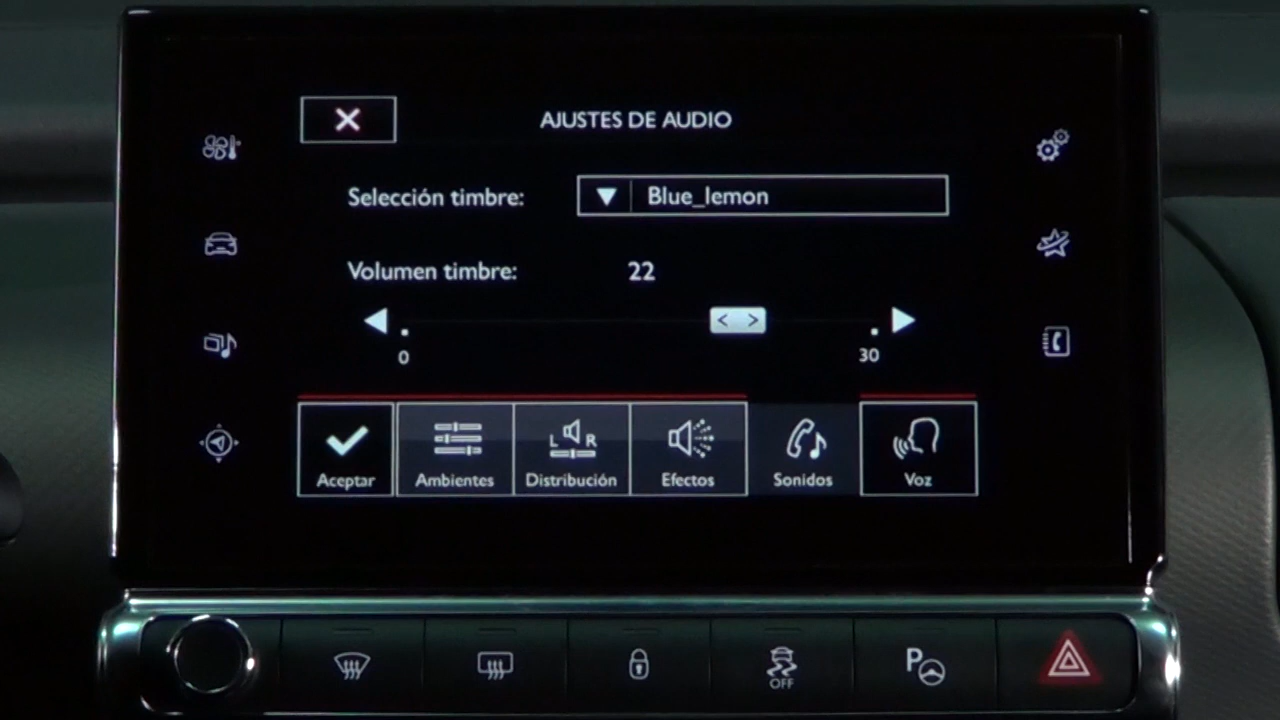 AJUSTES DE AUDIO
Selección timbre: Blue_lemon
Volumen timbre: 22
0 30
Aceptar Ambientes L R Distribución Efectos Sonidos Voz
OFF P